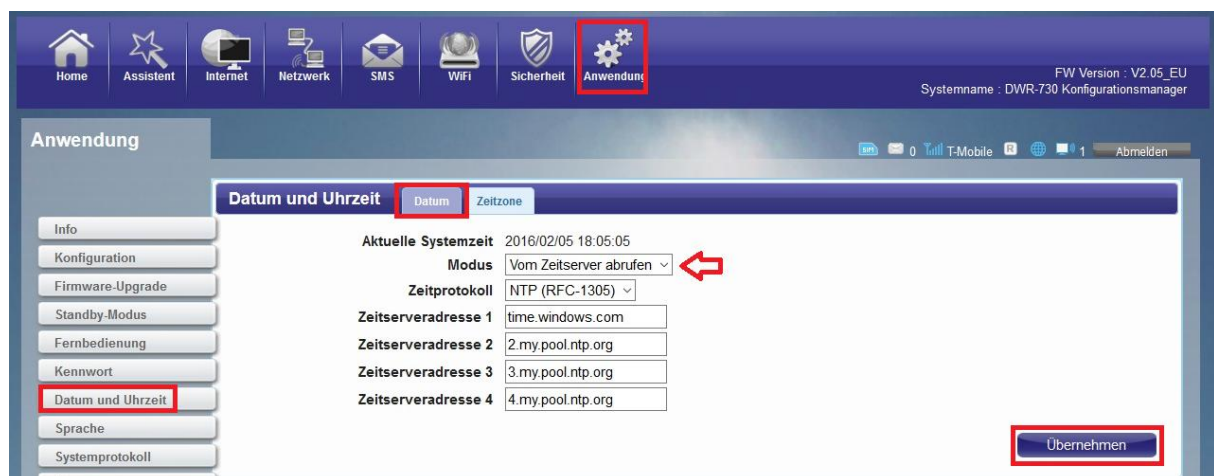 Home Assistent Internet Netzwerk SMS WiFi Sicherheit Anwendung
FW Version : V2.05_EU
Systemname : DWR-730 Konfigurationsmanager
Anwendung
SIM 0 T-Mobile R 1 Abmelden
Datum und Uhrzeit Datum Zeitzone
Info
Konfiguration
Firmware-Upgrade
Standby-Modus
Fernbedienung
Kennwort
Datum und Uhrzeit
Sprache
Systemprotokoll
Aktuelle Systemzeit 2016/02/05 18:05:05
Modus Vom Zeitserver abrufen
Zeitprotokoll NTP (RFC-1305)
Zeitserveradresse 1 time.windows.com
Zeitserveradresse 2 2.my.pool.ntp.org
Zeitserveradresse 3 3.my.pool.ntp.org
Zeitserveradresse 4 4.my.pool.ntp.org
Übernehmen